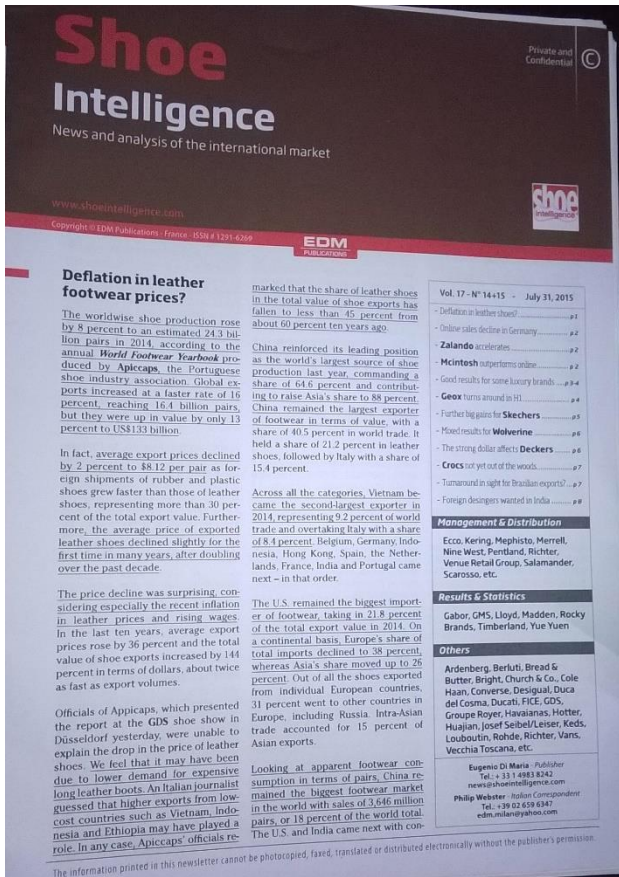 Shoe
Intelligence
News and analysis of the international market
Private and
Confidential
©
www.shoeintelligence.com
Copyright © EDM Publications - France - ISSN # 1291-6269
shoe
intelligence
EDM
PUBLICATIONS
Deflation in leather
footwear prices?
The worldwise shoe production rose
by 8 percent to an estimated 24.3 bil-
lion pairs in 2014, according to the
annual World Footwear Yearbook pro-
duced by Apiccaps, the Portuguese
shoe industry association. Global ex-
ports increased at a faster rate of 16
percent, reaching 16.4 billion pairs,
but they were up in value by only 13
percent to US$133 billion.
In fact, average export prices declined
by 2 percent to $8.12 per pair as for-
eign shipments of rubber and plastic
shoes grew faster than those of leather
shoes, representing more than 30 per-
cent of the total export value. Further-
more, the average price of exported
leather shoes declined slightly for the
first time in many years, after doubling
over the past decade.
The price decline was surprising, con-
sidering especially the recent inflation
in leather prices and rising wages.
In the last ten years, average export
prices rose by 36 percent and the total
value of shoe exports increased by 144
percent in terms of dollars, about twice
as fast as export volumes.
Officials of Appicaps, which presented
the report at the GDS shoe show in
Düsseldorf yesterday, were unable to
explain the drop in the price of leather
shoes. We feel that it may have been
due to lower demand for expensive
long leather boots. An Italian journalist
guessed that higher exports from low-
cost countries such as Vietnam, Indo-
nesia and Ethiopia may have played a
role. In any case, Apiccaps' officials re-
marked that the share of leather shoes
in the total value of shoe exports has
fallen to less than 45 percent from
about 60 percent ten years ago.
China reinforced its leading position
as the world's largest source of shoe
production last year, commanding a
share of 64.6 percent and contribut-
ing to raise Asia's share to 88 percent.
China remained the largest exporter
of footwear in terms of value, with a
share of 40.5 percent in world trade. It
held a share of 21.2 percent in leather
shoes, followed by Italy with a share of
15.4 percent.
Across all the categories, Vietnam be-
came the second-largest exporter in
2014, representing 9.2 percent of world
trade and overtaking Italy with a share
of 8.4 percent. Belgium, Germany, Indo-
nesia, Hong Kong, Spain, the Nether-
lands, France, India and Portugal came
next – in that order.
The U.S. remained the biggest import-
er of footwear, taking in 21.8 percent
of the total export value in 2014. On
a continental basis, Europe's share of
total imports declined to 38 percent,
whereas Asia's share moved up to 26
percent. Out of all the shoes exported
from individual European countries,
31 percent went to other countries in
Europe, including Russia. Intra-Asian
trade accounted for 15 percent of
Asian exports.
Looking at apparent footwear con-
sumption in terms of pairs, China re-
mained the biggest footwear market
in the world with sales of 3,646 million
pairs, or 18 percent of the world total.
The U.S. and India came next with con-
Vol. 17 - N° 14+15 - July 31, 2015
- Deflation in leather shoes? p 1
- Online sales decline in Germany p 2
- Zalando accelerates p 2
- Mcintosh outperforms online p 3
- Good results for some luxury brands p 3-4
- Geox turns around in H1 p 4
- Further big gains for Skechers p 5
- Mixed results for Wolverine p 6
- The strong dollar affects Deckers p 6
- Crocs not yet out of the woods p 7
- Turnaround in sight for Brazilian exports? p 7
- Foreign desingers wanted in India p 8
Management & Distribution
Ecco, Kering, Mephisto, Merrell,
Nine West, Pentland, Richter,
Venue Retail Group, Salamander,
Scarosso, etc.
Results & Statistics
Gabor, GMS, Lloyd, Madden, Rocky
Brands, Timberland, Yue Yuen
Others
Ardenberg, Berluti, Bread &
Butter, Bright, Church & Co., Cole
Haan, Converse, Desigual, Duca
del Cosma, Ducati, FICE, GDS,
Groupe Royer, Havaianas, Hotter,
Huajian, Josef Seibel/Leiser, Keds,
Louboutin, Rohde, Richter, Vans,
Vecchia Toscana, etc.
Eugenio Di Maria - Publisher
Tel.: + 33 1 4983 8242
news@shoeintelligence.com
Philip Webster - Italian Correspondent
Tel.: +39 02 659 6347
edm.milan@yahoo.com
The information printed in this newsletter cannot be photocopied, faxed, translated or distributed electronically without the publisher's permission.